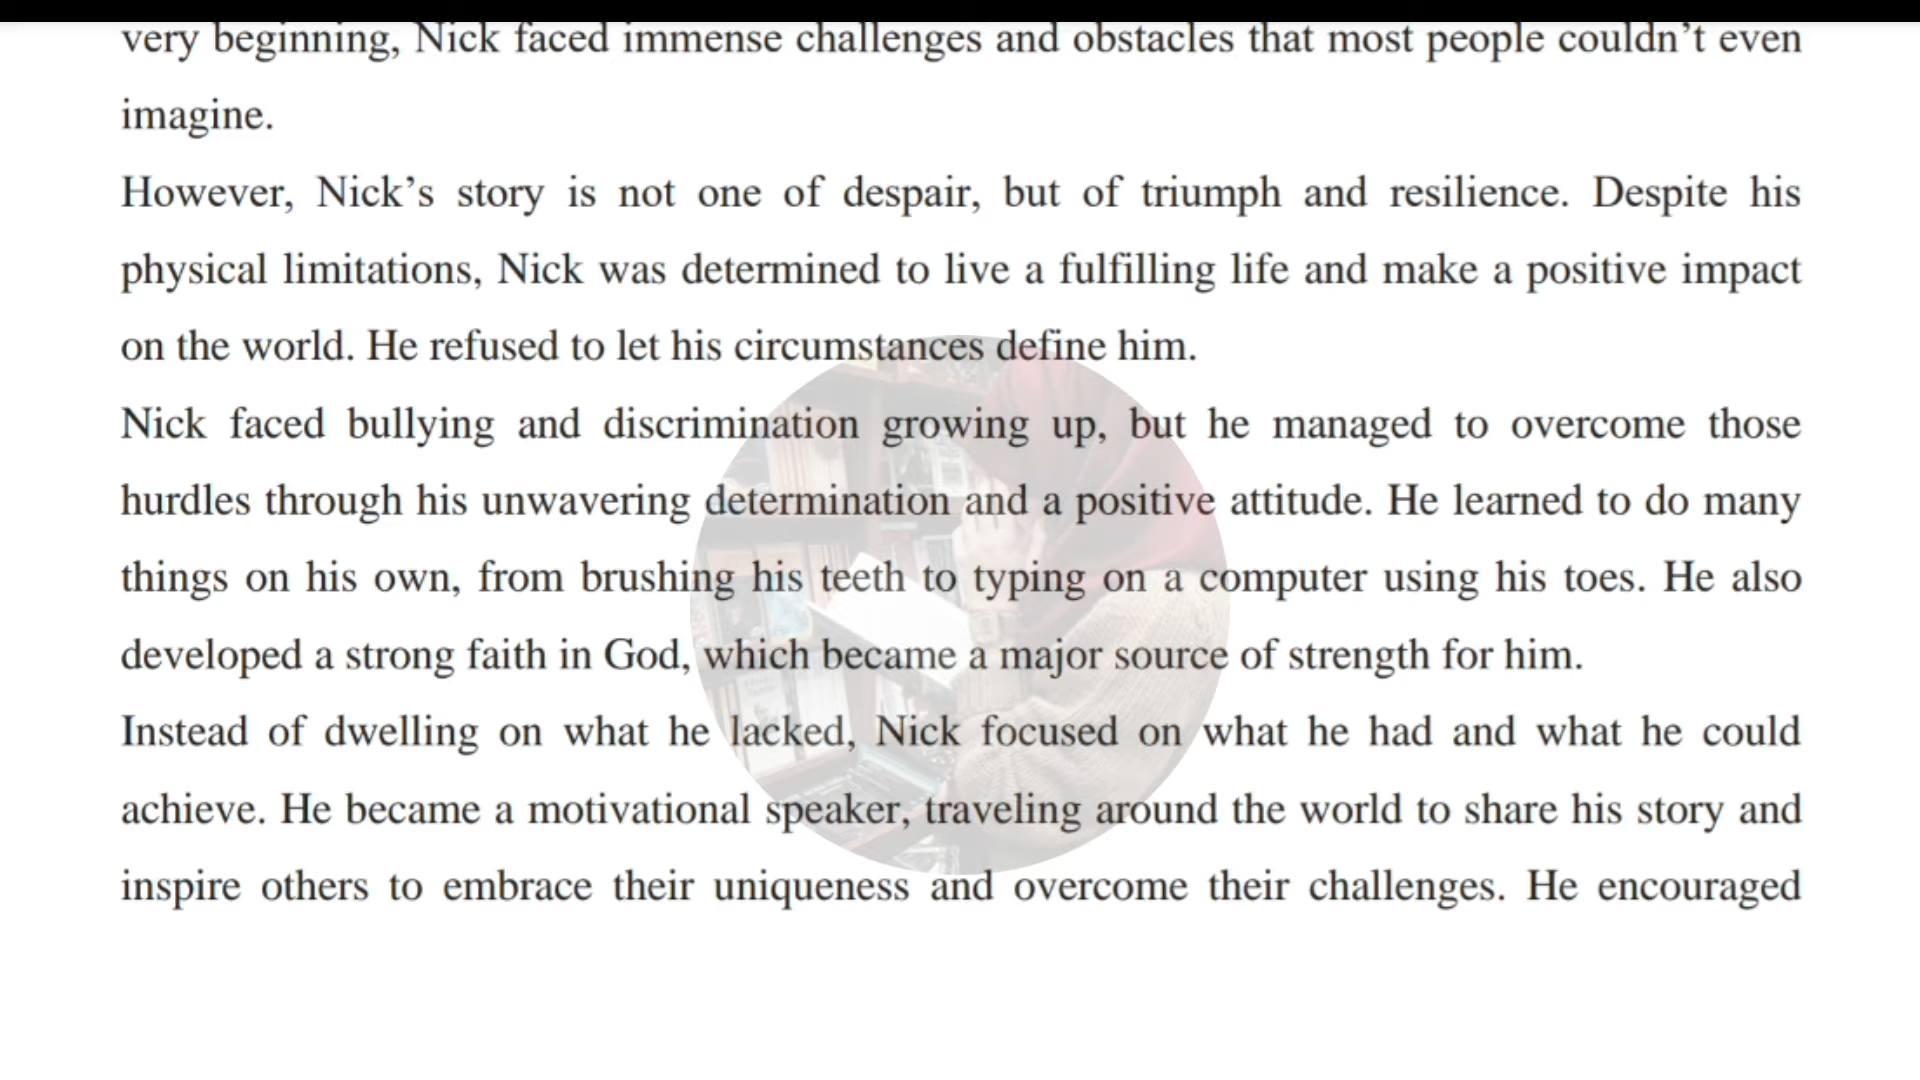 very beginning, Nick faced immense challenges and obstacles that most people couldn’t even
imagine.
However, Nick’s story is not one of despair, but of triumph and resilience. Despite his
physical limitations, Nick was determined to live a fulfilling life and make a positive impact
on the world. He refused to let his circumstances define him.
Nick faced bullying and discrimination growing up, but he managed to overcome those
hurdles through his unwavering determination and a positive attitude. He learned to do many
things on his own, from brushing his teeth to typing on a computer using his toes. He also
developed a strong faith in God, which became a major source of strength for him.
Instead of dwelling on what he lacked, Nick focused on what he had and what he could
achieve. He became a motivational speaker, traveling around the world to share his story and
inspire others to embrace their uniqueness and overcome their challenges. He encouraged